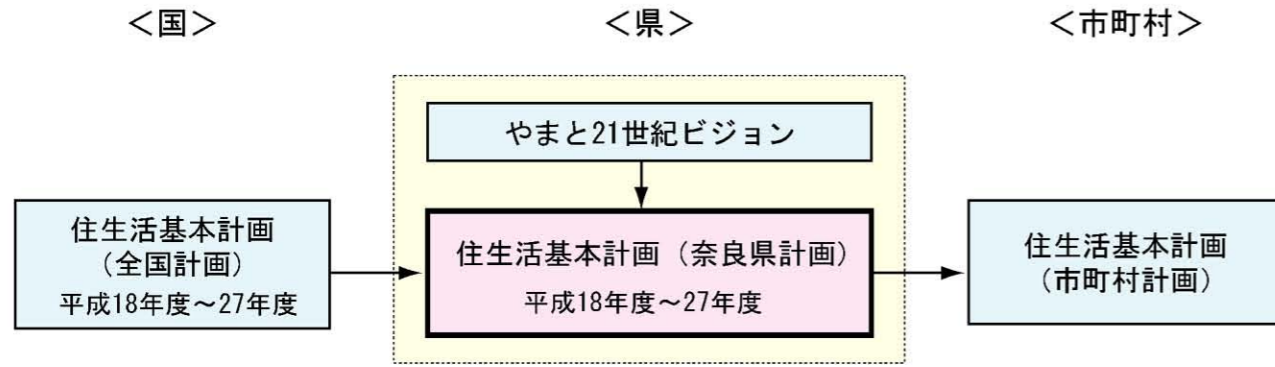 ＜国＞
＜県＞
＜市町村＞
やまと21世紀ビジョン
住生活基本計画
（全国計画）
平成18年度～27年度
住生活基本計画（奈良県計画）
平成18年度～27年度
住生活基本計画
（市町村計画）